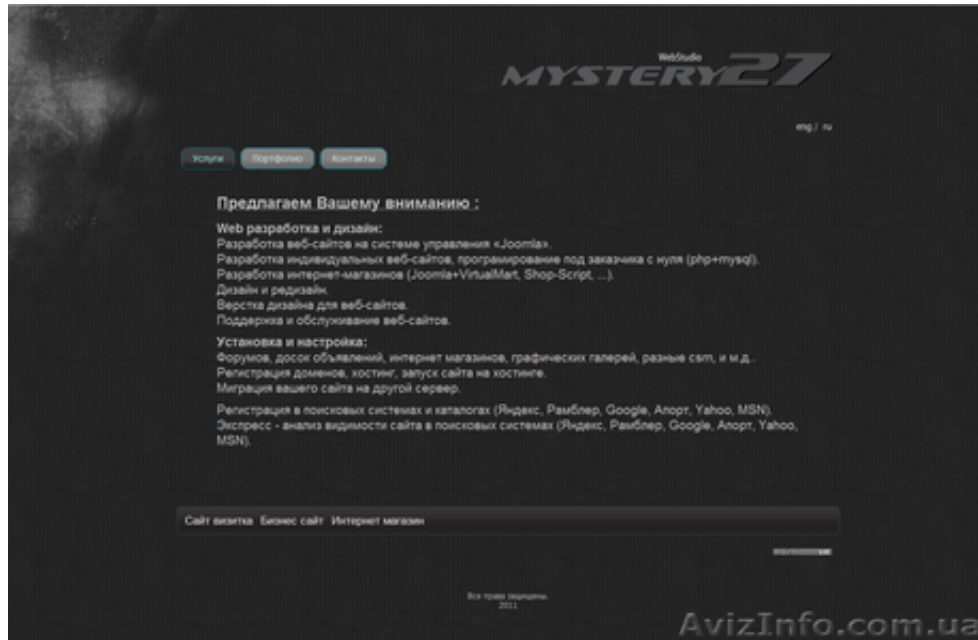 WebStudio
MYSTERY27
eng / ru
Услуги Портфолио Контакты
Предлагаем Вашему вниманию :
Web разработка и дизайн:
Разработка веб-сайтов на системе управления «Joomla».
Разработка индивидуальных веб-сайтов, програмирование под заказчика с нуля (php+mysql).
Разработка интернет-магазинов (Joomla+VirtualMart, Shop-Script, ...).
Дизайн и редизайн.
Верстка дизайна для веб-сайтов.
Поддержка и обслуживание веб-сайтов.
Установка и настройка:
Форумов, досок объявлений, интернет магазинов, графических галерей, разные csm, и м.д..
Регистрация доменов, хостинг, запуск сайта на хостинге.
Миграция вашего сайта на другой сервер.
Регистрация в поисковых системах и каталогах (Яндекс, Рамблер, Google, Апорт, Yahoo, MSN).
Экспресс - анализ видимости сайта в поисковых системах (Яндекс, Рамблер, Google, Апорт, Yahoo,
MSN).
Сайт визитка Бизнес сайт Интернет магазин
Все права защищены.
2011
AvizInfo.com.ua